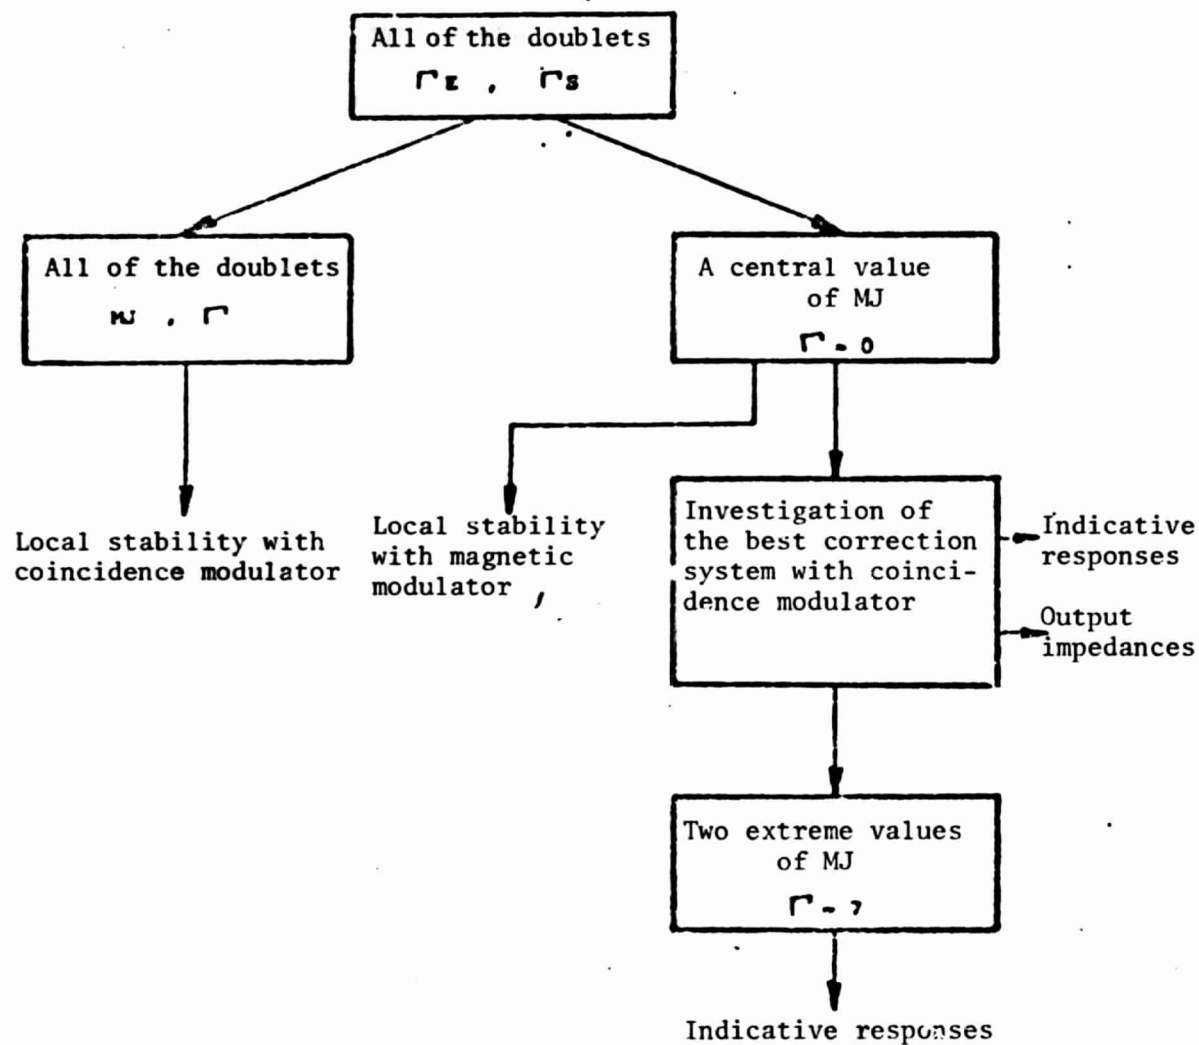 All of the doublets
Γ
All of the doublets
MJ , Γ
A central value
of MJ
Γ - 0
Local stability with
coincidence modulator
Local stability
with magnetic
modulator ,
Investigation of
the best correction
system with coinci-
dence modulator
Indicative
responses
Output
impedances
Two extreme values
of MJ
Γ -
Indicative responses